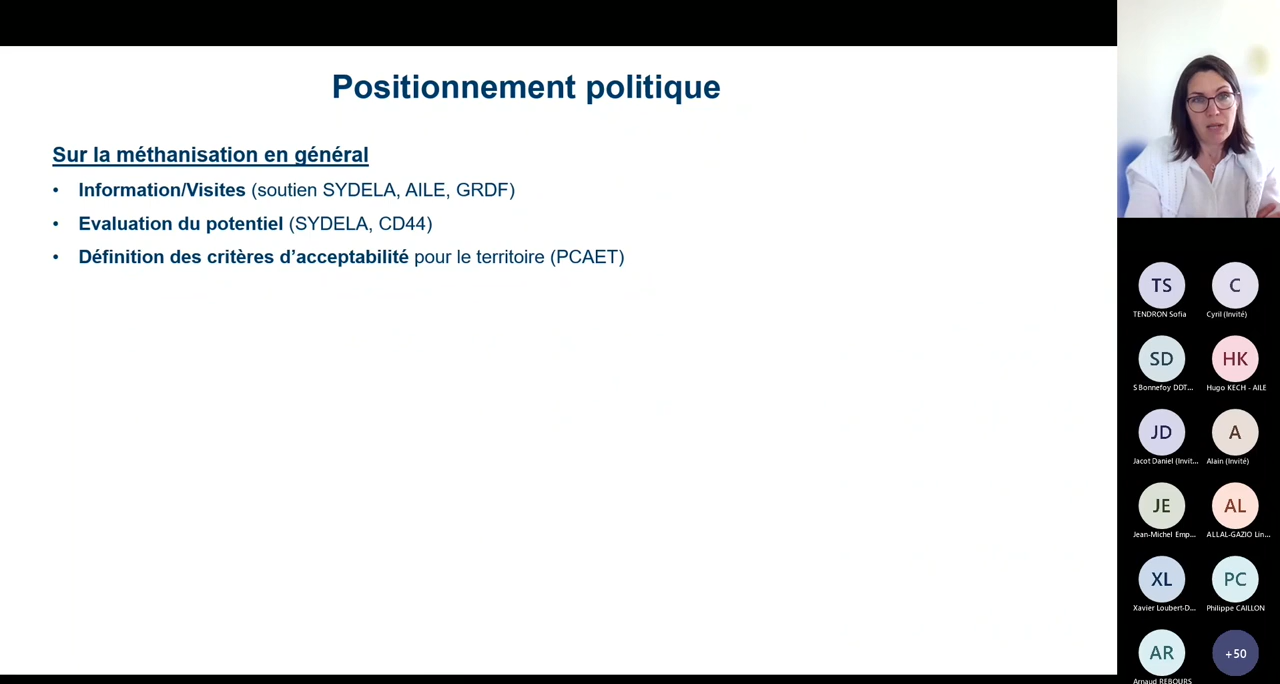 Positionnement politique
Sur la méthanisation en général
• Information/Visites (soutien SYDELA, AILE, GRDF)
• Evaluation du potentiel (SYDELA, CD44)
• Définition des critères d'acceptabilité pour le territoire (PCAET)
TS
C
TENDRON Sofia
Cyril (Invité)
SD
HK
S Bonnefoy DDT...
Hugo KECH - AILE
JD
A
Jacot Daniel (Invit...
Alain (Invité)
JE
AL
Jean-Michel Emp...
ALLAL-GAZIO Lin...
XL
PC
Xavier Loubert-D...
Philippe CAILLON
AR
+50
Arnaud REBOURS